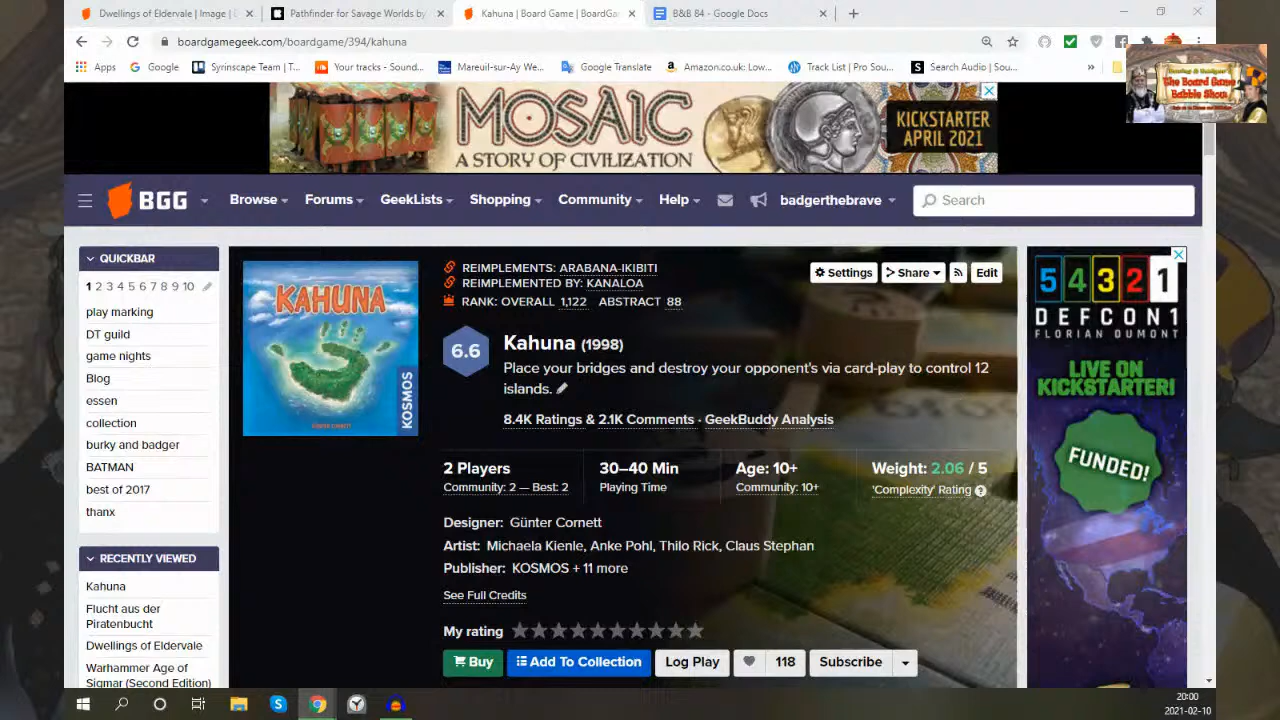 Dwellings of Eldervale | Image | B
Pathfinder for Savage Worlds by
Kahuna | Board Game | BoardGa
B&B 84 - Google Docs
boardgamegeek.com/boardgame/394/kahuna
Apps
Google
Syrinscape Team | T...
Your tracks - Sound...
Mareuil-sur-Ay We...
Google Translate
Amazon.co.uk: Low...
Track List | Pro Sou...
Search Audio | Sou...
»
The Board Game
Babble Show
MOSAIC
A STORY OF CIVILIZATION
KICKSTARTER
APRIL 2021
BGG
Browse
Forums
GeekLists
Shopping
Community
Help
badgerthebrave
Search
QUICKBAR
1 2 3 4 5 6 7 8 9 10
play marking
DT guild
game nights
Blog
essen
collection
burky and badger
BATMAN
best of 2017
thanx
RECENTLY VIEWED
Kahuna
Flucht aus der
Piratenbucht
Dwellings of Eldervale
Warhammer Age of
Sigmar (Second Edition)
KAHUNA
KOSMOS
REIMPLEMENTS: ARABANA-IKIBITI
REIMPLEMENTED BY: KANALOA
RANK: OVERALL 1,122 ABSTRACT 88
Settings
Share
Edit
6.6
Kahuna (1998)
Place your bridges and destroy your opponent's via card-play to control 12
islands.
8.4K Ratings & 2.1K Comments · GeekBuddy Analysis
2 Players
Community: 2 — Best: 2
30–40 Min
Playing Time
Age: 10+
Community: 10+
Weight: 2.06 / 5
'Complexity' Rating
Designer: Günter Cornett
Artist: Michaela Kienle, Anke Pohl, Thilo Rick, Claus Stephan
Publisher: KOSMOS + 11 more
See Full Credits
My rating
Buy
Add To Collection
Log Play
118
Subscribe
5 4 3 2 1
DEFCON1
FLORIAN DUMONT
LIVE ON
KICKSTARTER!
FUNDED!
20:00
2021-02-10